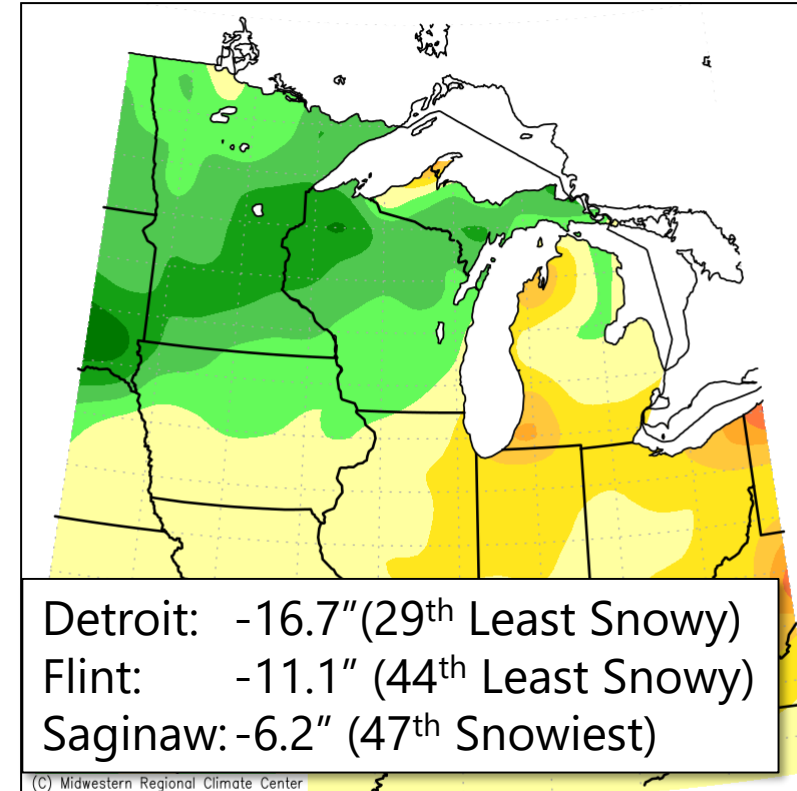 Detroit: -16.7”(29th Least Snowy)
Flint: -11.1” (44th Least Snowy)
Saginaw: -6.2” (47th Snowiest)
(C) Midwestern Regional Climate Center